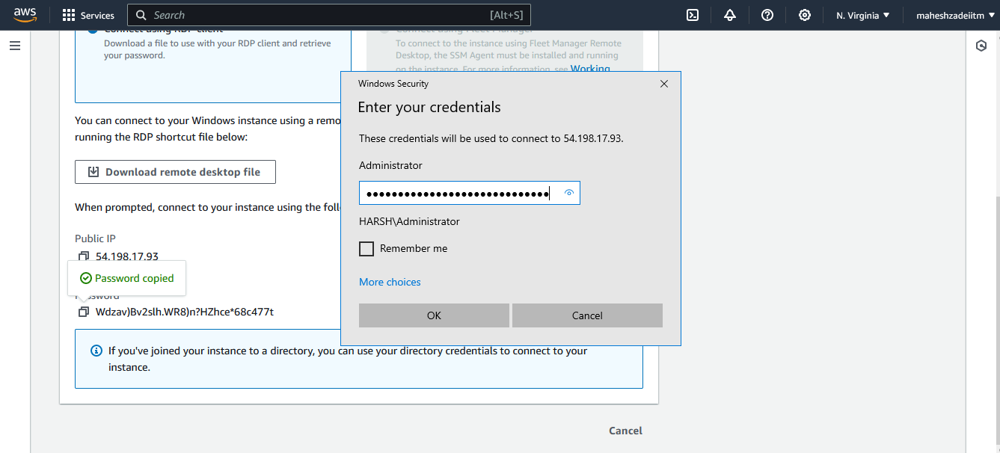 aws
Services
Search
[Alt+S]
N. Virginia
maheshzadeiitm
Connect using RDP client
Download a file to use with your RDP client and retrieve
your password.
Connect using Fleet Manager
To connect to the instance using Fleet Manager Remote
Desktop, the SSM Agent must be installed and running
on the instance. For more information, see Working
You can connect to your Windows instance using a remo
running the RDP shortcut file below:
Download remote desktop file
When prompted, connect to your instance using the follo
Public IP
54.198.17.93
Password copied
Password
Wdzav)Bv2slh.WR8)n?HZhce*68c477t
If you've joined your instance to a directory, you can use your directory credentials to connect to your
instance.
Cancel
Windows Security
Enter your credentials
These credentials will be used to connect to 54.198.17.93.
Administrator
HARSH\Administrator
Remember me
More choices
OK
Cancel